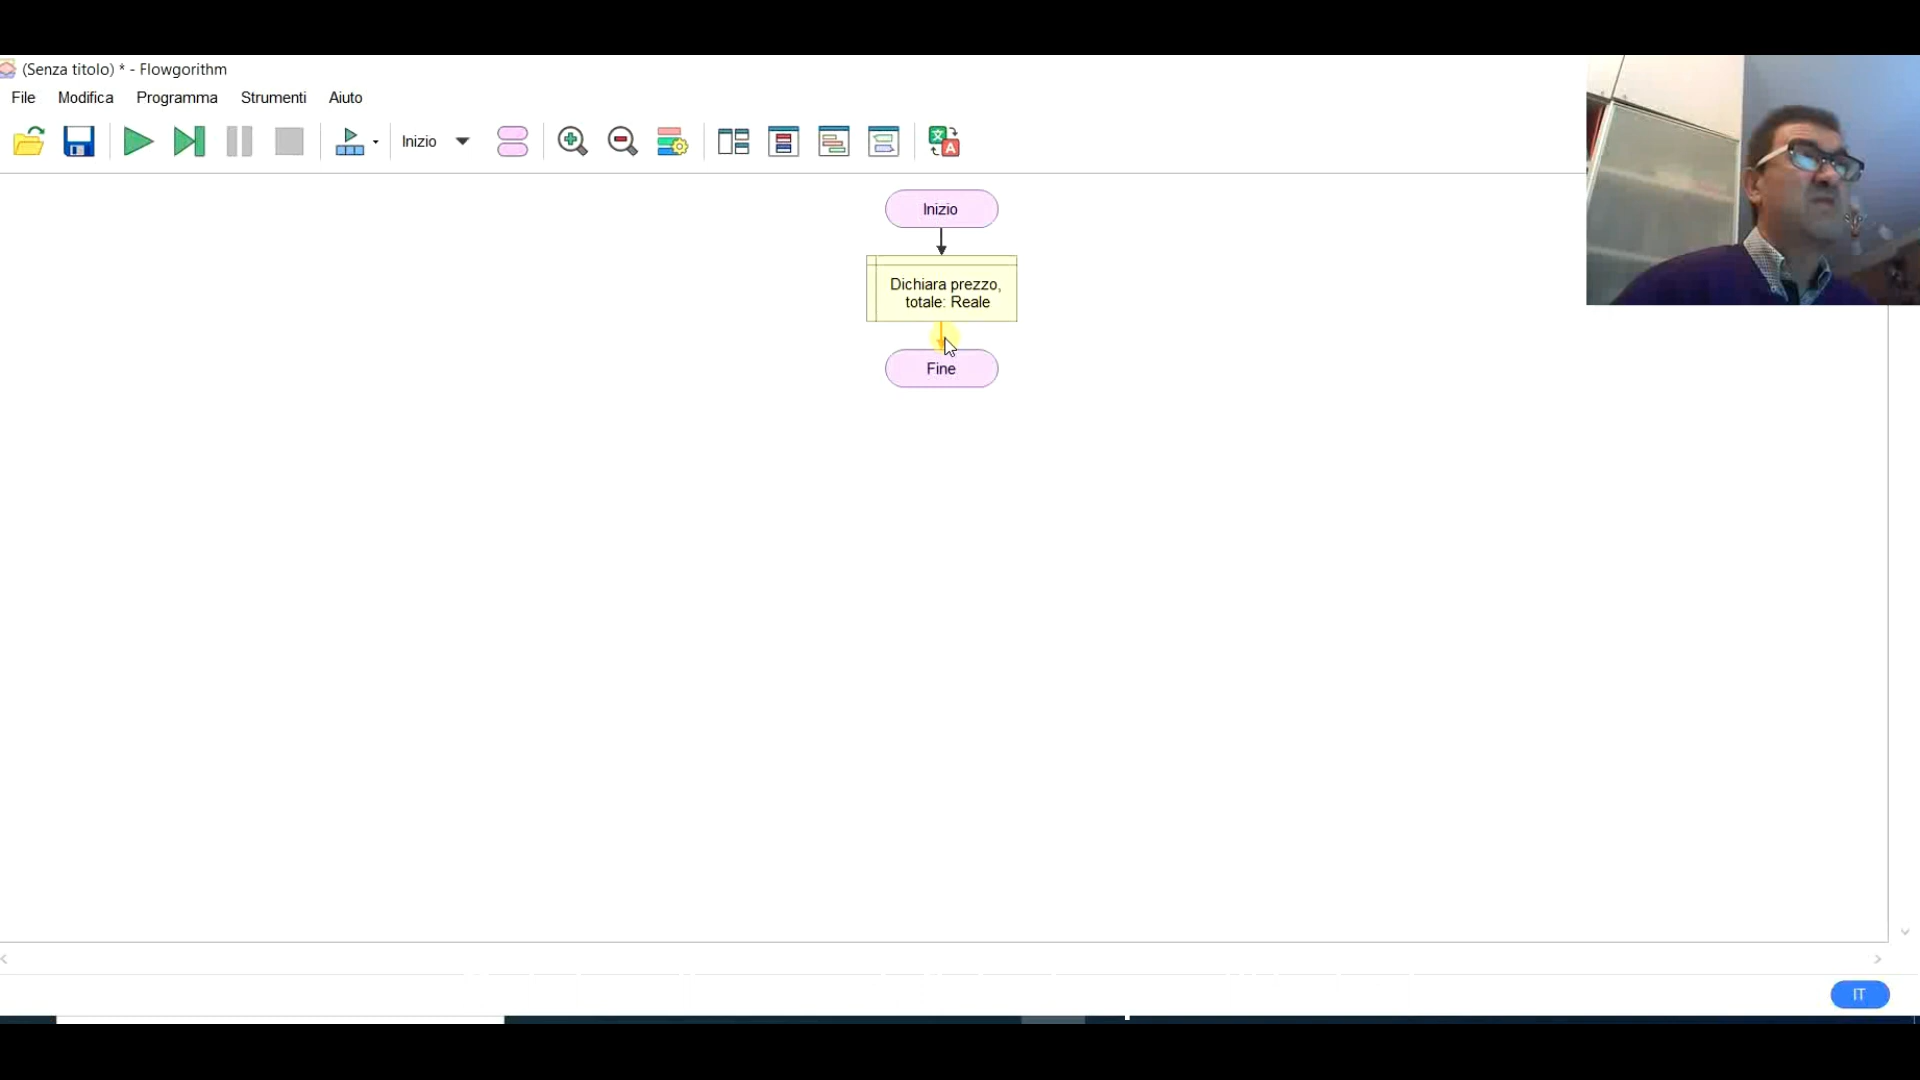 (Senza titolo) * - Flowgorithm
File Modifica Programma Strumenti Aiuto
Inizio
Inizio
Dichiara prezzo,
totale: Reale
Fine
IT